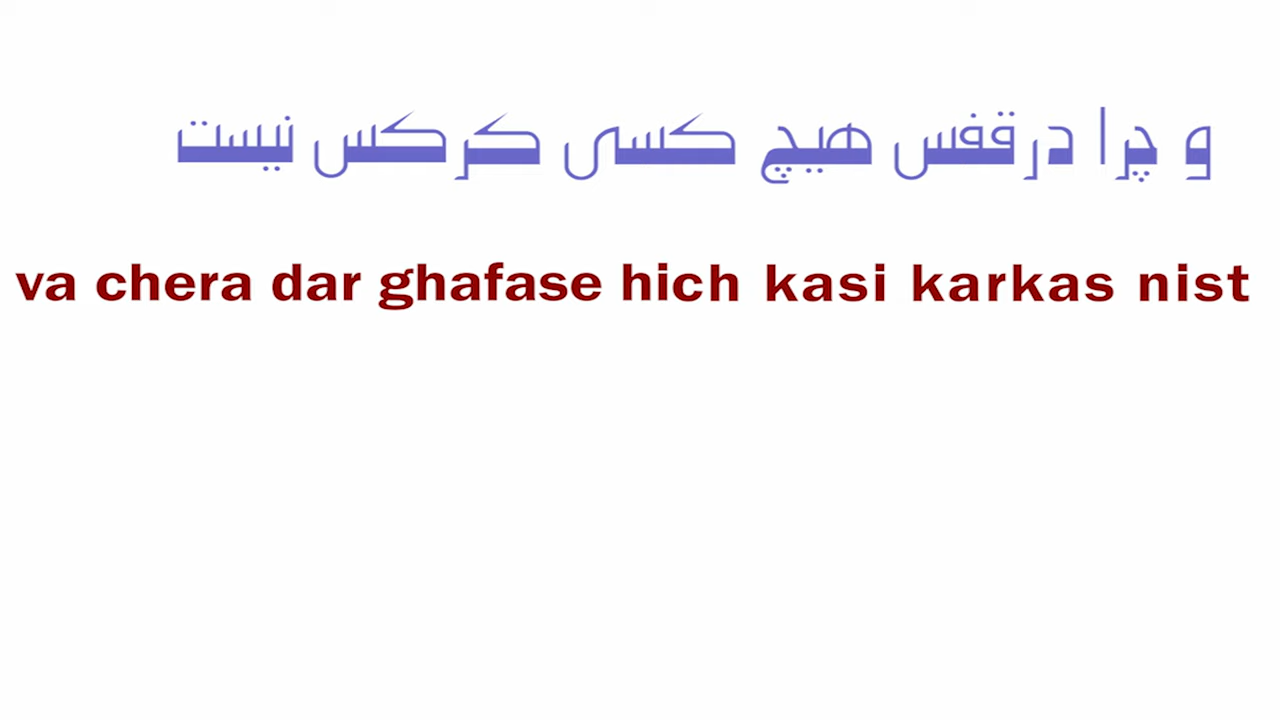 و چرا درقفس هیچ کسی کرکس نیست
va chera dar ghafase hich kasi karkas nist